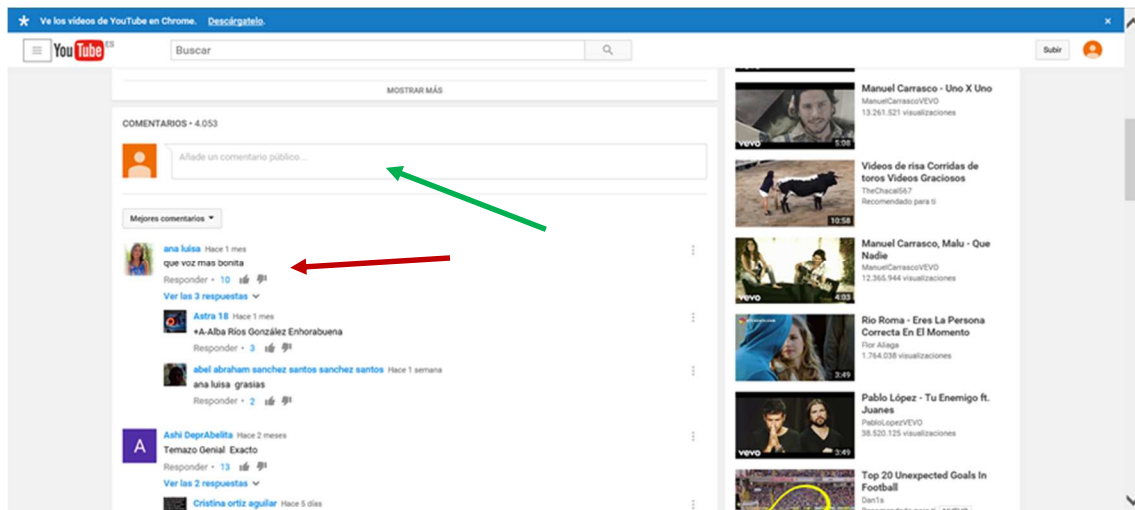 Ve los vídeos de YouTube en Chrome. Descárgatelo.
YouTube ES
Buscar
Subir
MOSTRAR MÁS
COMENTARIOS • 4.053
Añade un comentario público...
Mejores comentarios
ana luisa Hace 1 mes
que voz mas bonita
Responder • 10
Ver las 3 respuestas
Astra 18 Hace 1 mes
+A-Alba Ríos González Enhorabuena
Responder • 3
abel abraham sanchez santos sanchez santos Hace 1 semana
ana luisa grasias
Responder • 2
A
Ashi DeprAbelita Hace 2 meses
Temazo Genial Exacto
Responder • 13
Ver las 2 respuestas
Cristina ortiz aguilar Hace 5 días
vevo
5:08
Manuel Carrasco - Uno X Uno
ManuelCarrascoVEVO
13.261.521 visualizaciones
10:58
Videos de risa Corridas de
toros Videos Graciosos
TheChacal567
Recomendado para ti
vevo
4:03
Manuel Carrasco, Malu - Que
Nadie
ManuelCarrascoVEVO
12.365.944 visualizaciones
3:49
Rio Roma - Eres La Persona
Correcta En El Momento
Flor Aliaga
1.764.038 visualizaciones
vevo
3:49
Pablo López - Tu Enemigo ft.
Juanes
PabloLopezVEVO
38.520.125 visualizaciones
Top 20 Unexpected Goals In
Football
Dan1s
Recomendado para ti